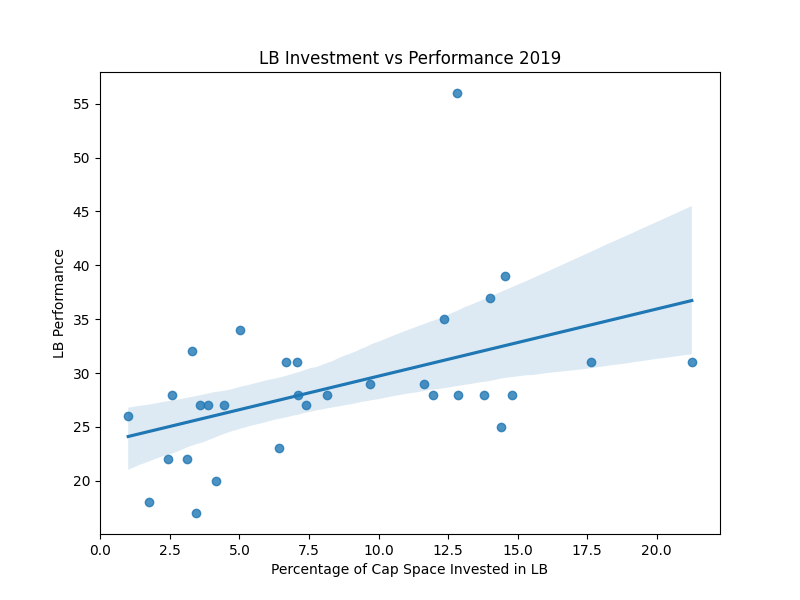 LB Investment vs Performance 2019
55
50
45
40
35
30
25
20
LB Performance
0.0 2.5 5.0 7.5 10.0 12.5 15.0 17.5 20.0
Percentage of Cap Space Invested in LB